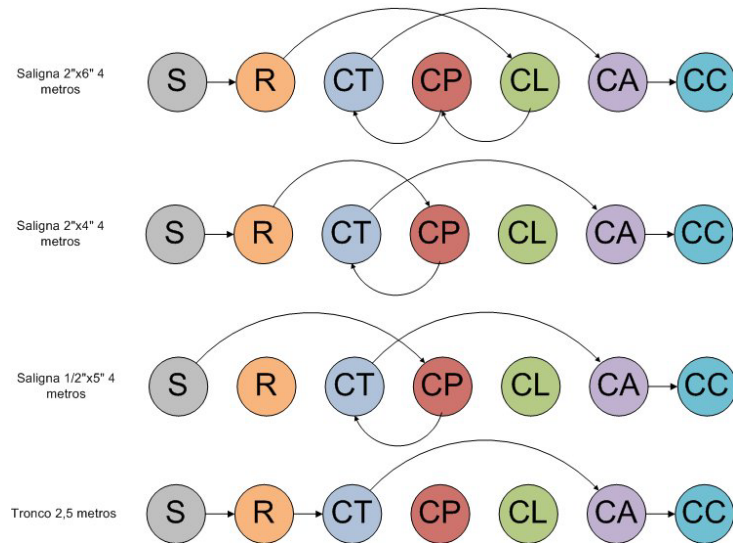 Saligna 2"x6" 4
metros
S R CT CP CL CA CC
Saligna 2"x4" 4
metros
S R CT CP CL CA CC
Saligna 1/2"x5" 4
metros
S R CT CP CL CA CC
Tronco 2,5 metros
S R CT CP CL CA CC